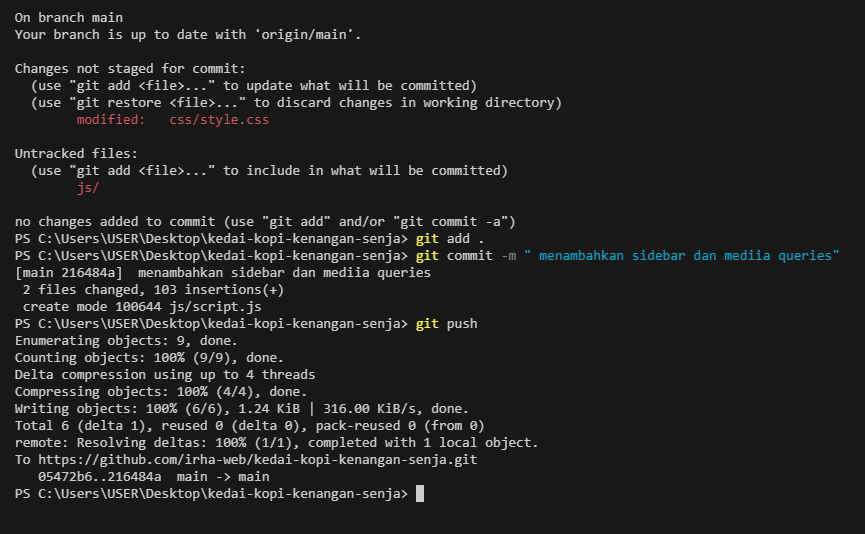 On branch main
Your branch is up to date with 'origin/main'.
Changes not staged for commit:
(use "git add <file>..." to update what will be committed)
(use "git restore <file>..." to discard changes in working directory)
modified: css/style.css
Untracked files:
(use "git add <file>..." to include in what will be committed)
js/
no changes added to commit (use "git add" and/or "git commit -a")
PS C:\Users\USER\Desktop\kedai-kopi-kenangan-senja> git add .
PS C:\Users\USER\Desktop\kedai-kopi-kenangan-senja> git commit -m " menambahkan sidebar dan mediia queries"
[main 216484a]  menambahkan sidebar dan mediia queries
2 files changed, 103 insertions(+)
create mode 100644 js/script.js
PS C:\Users\USER\Desktop\kedai-kopi-kenangan-senja> git push
Enumerating objects: 9, done.
Counting objects: 100% (9/9), done.
Delta compression using up to 4 threads
Compressing objects: 100% (4/4), done.
Writing objects: 100% (6/6), 1.24 KiB | 316.00 KiB/s, done.
Total 6 (delta 1), reused 0 (delta 0), pack-reused 0 (from 0)
remote: Resolving deltas: 100% (1/1), completed with 1 local object.
To https://github.com/irha-web/kedai-kopi-kenangan-senja.git
05472b6..216484a  main -> main
PS C:\Users\USER\Desktop\kedai-kopi-kenangan-senja>